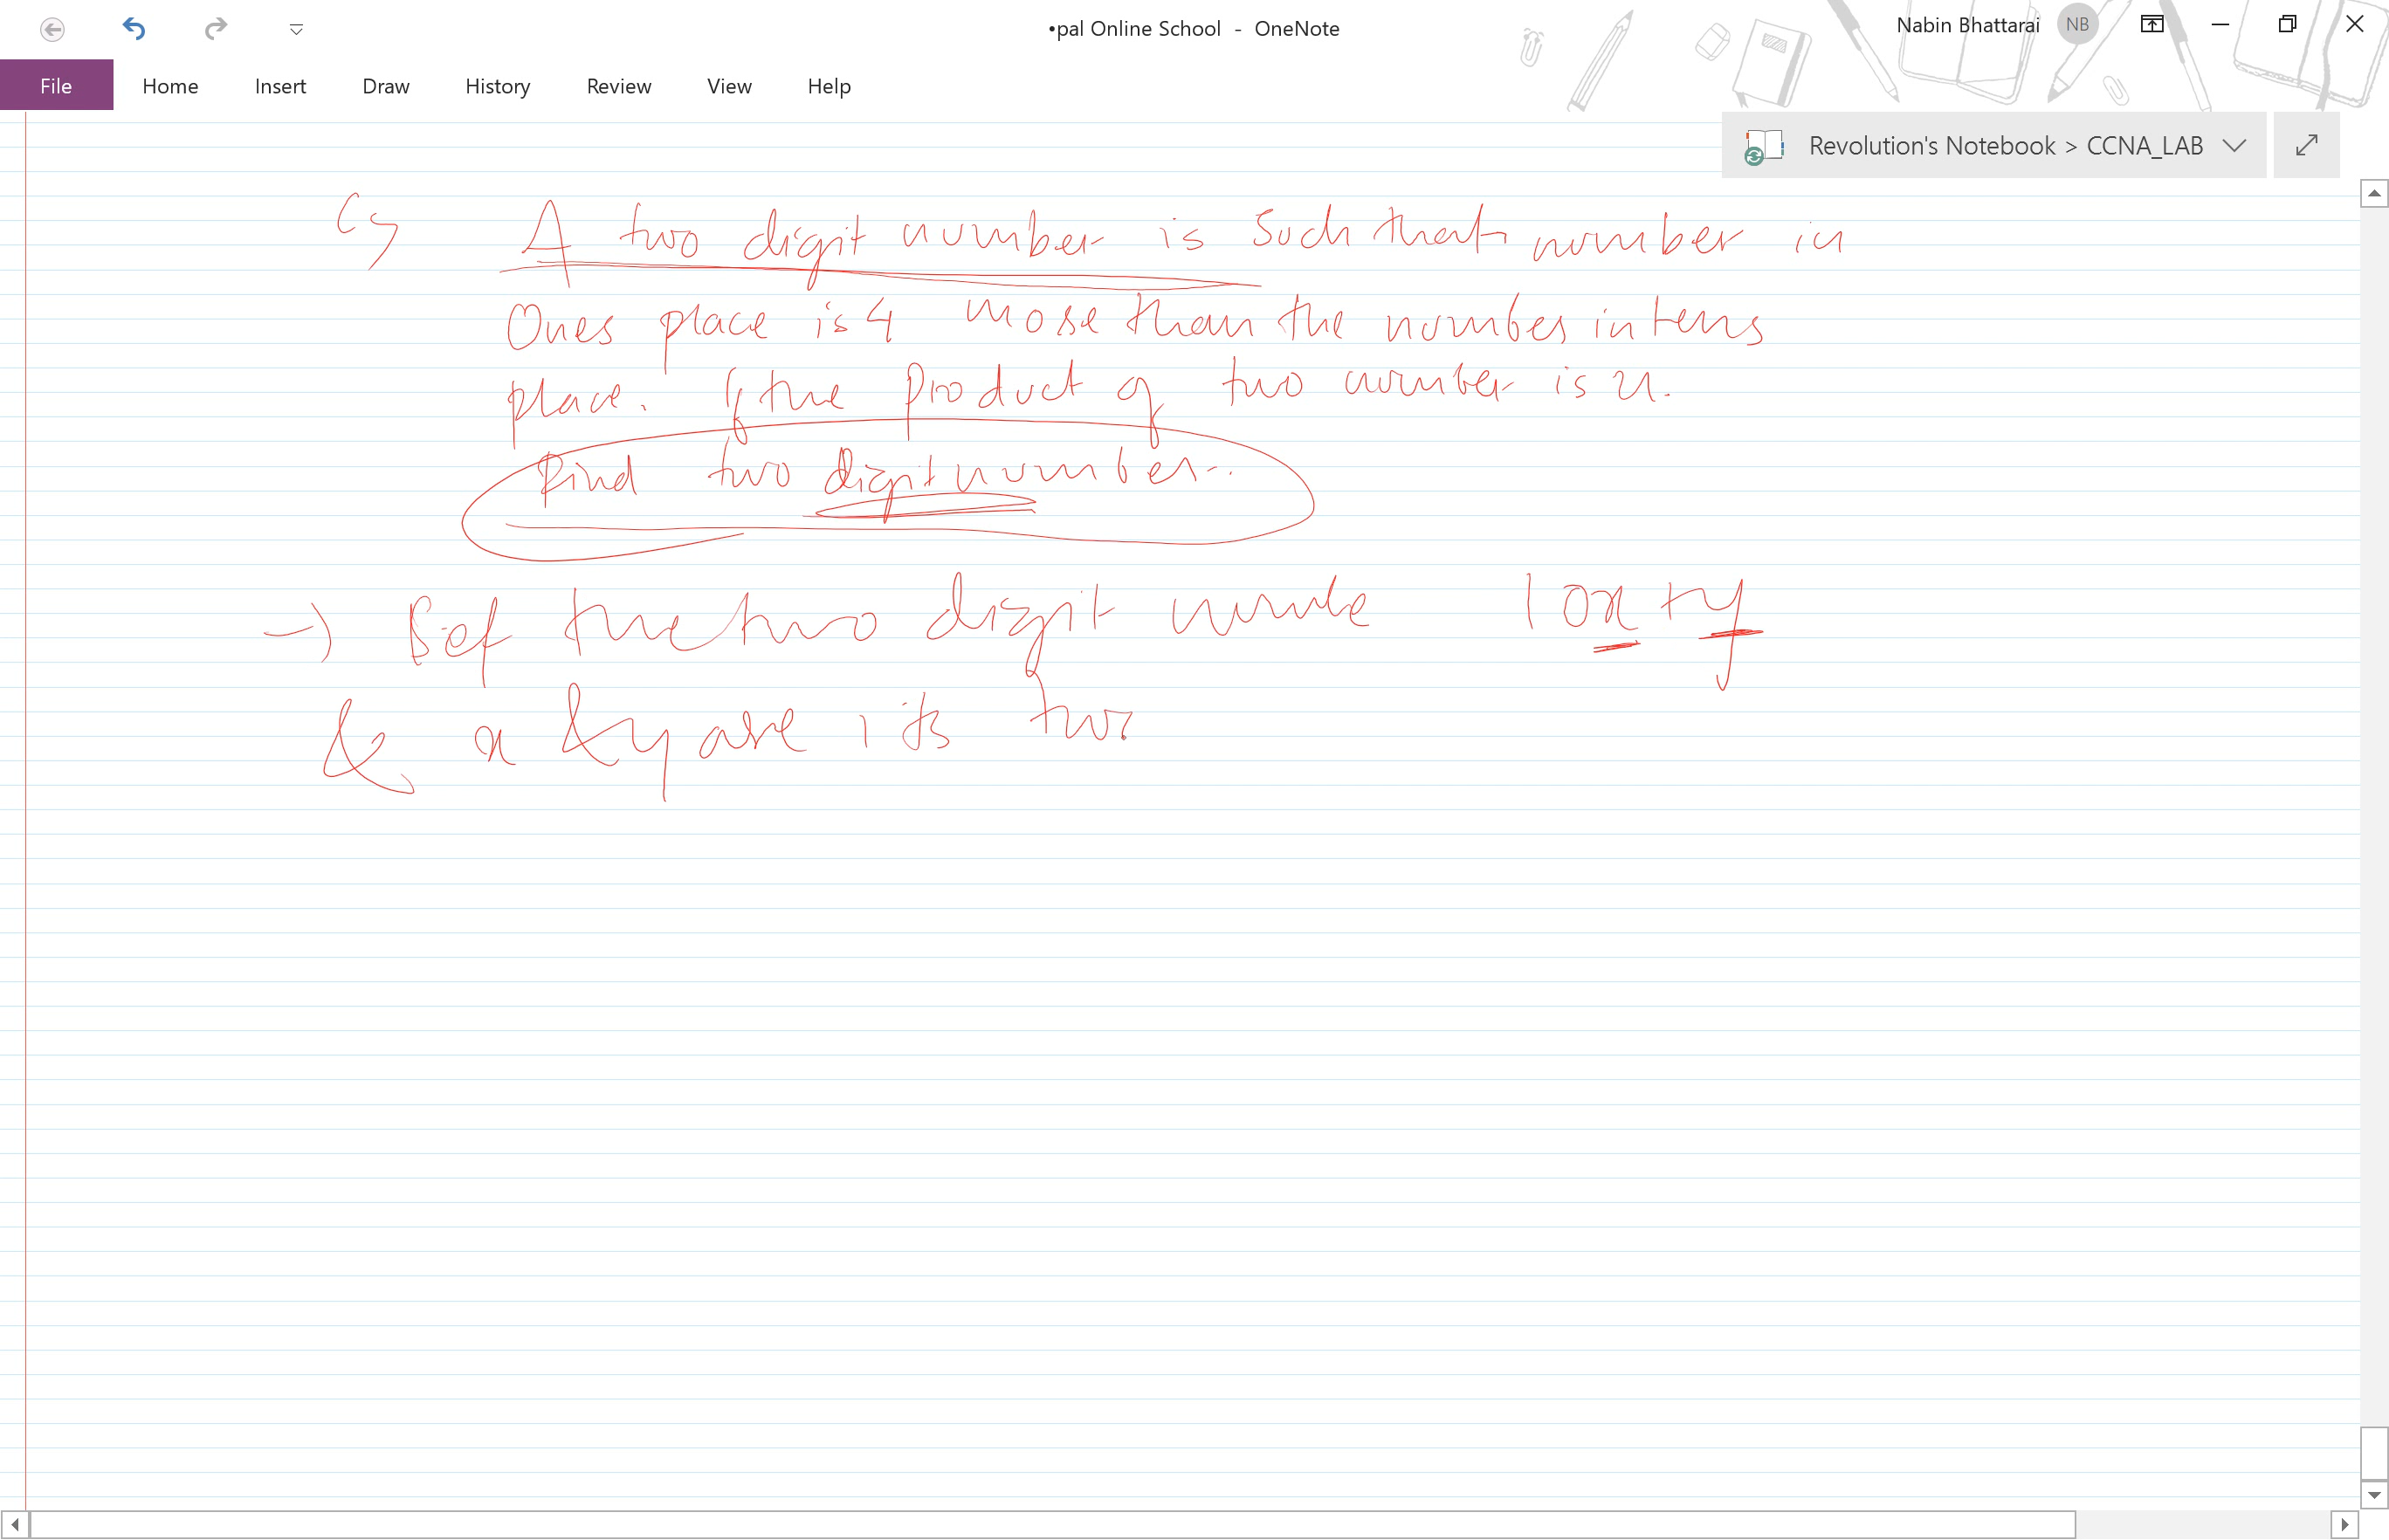 •pal Online School - OneNote
Nabin Bhattarai NB
File Home Insert Draw History Review View Help
Revolution's Notebook > CCNA_LAB
A two digit number is such that number in
Ones place is 4 more than the number in tens
place. If the product of two number is 21.
Find two digit number.
→) the two digit 10x+y
& x & y are its two